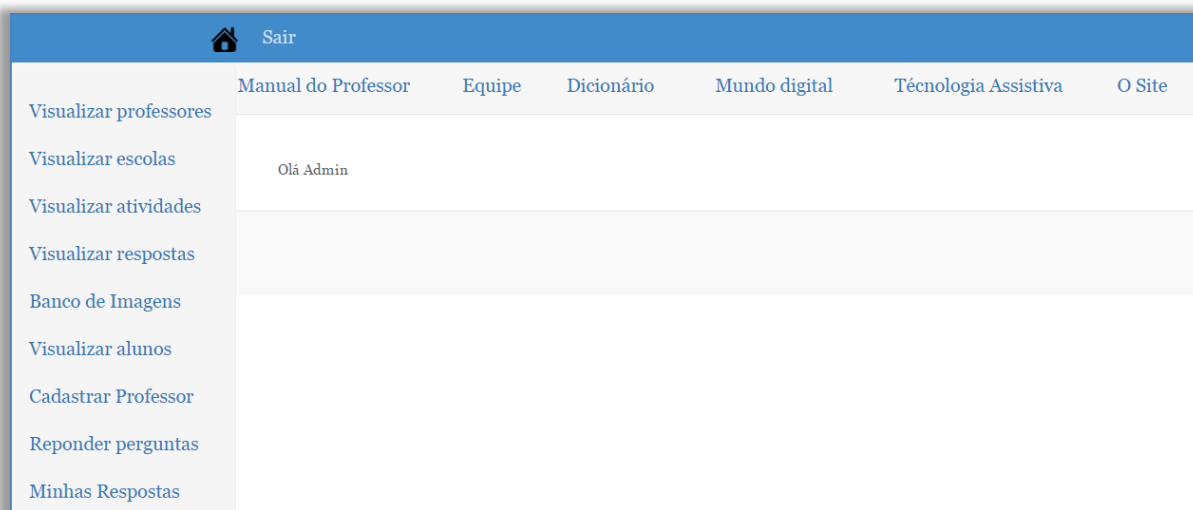 Sair
Manual do Professor Equipe Dicionário Mundo digital Técnologia Assistiva O Site
Visualizar professores
Visualizar escolas
Visualizar atividades
Visualizar respostas
Banco de Imagens
Visualizar alunos
Cadastrar Professor
Reponder perguntas
Minhas Respostas
Olá Admin